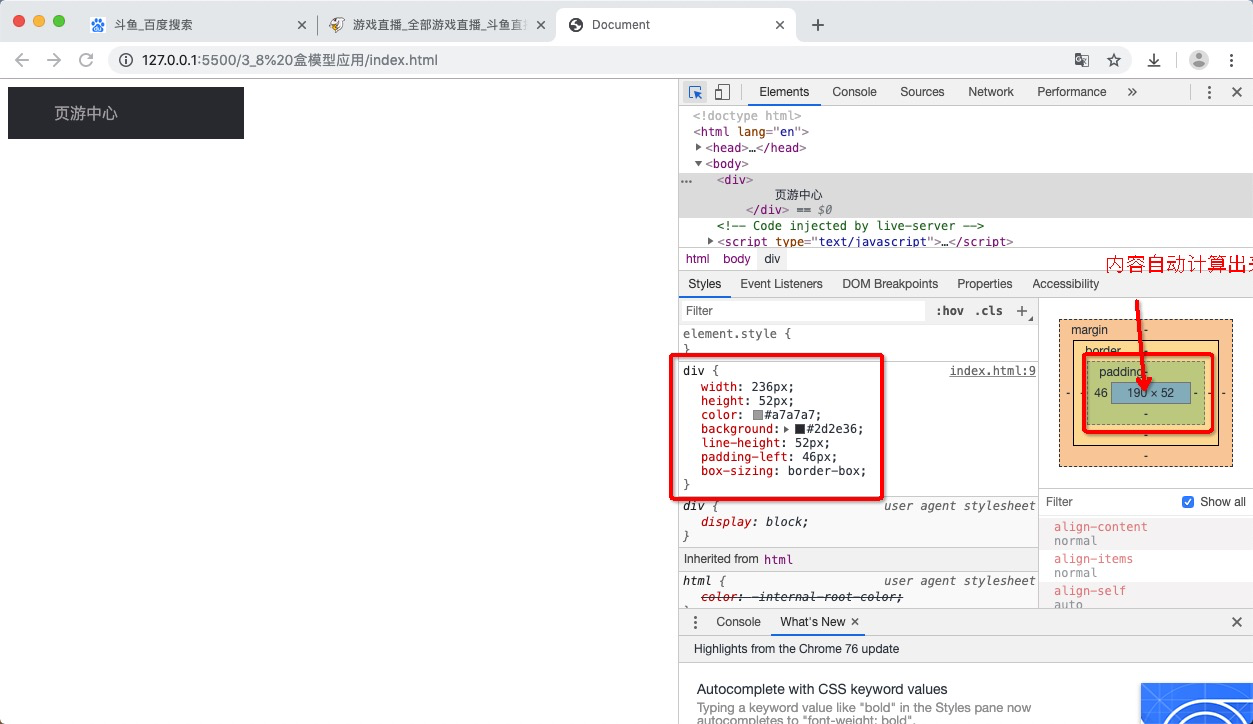 斗鱼_百度搜索
游戏直播_全部游戏直播_斗鱼直
Document
127.0.0.1:5500/3_8%20盒模型应用/index.html
页游中心
Elements Console Sources Network Performance »
<!doctype html>
<html lang="en">
<head>…</head>
<body>
<div>
页游中心
</div> == $0
<!-- Code injected by live-server -->
<script type="text/javascript">…</script>
html body div
内容自动计算出来
Styles Event Listeners DOM Breakpoints Properties Accessibility
Filter :hov .cls +
element.style {
}
div { index.html:9
width: 236px;
height: 52px;
color: #a7a7a7;
background: #2d2e36;
line-height: 52px;
padding-left: 46px;
box-sizing: border-box;
}
div { user agent stylesheet
display: block;
}
Inherited from html
html { user agent stylesheet
color: -internal-root-color;
}
margin -
border -
padding -
- - 46 190 × 52 - - -
-
-
-
Filter Show all
align-content
normal
align-items
normal
align-self
auto
Console What's New ×
Highlights from the Chrome 76 update
Autocomplete with CSS keyword values
Typing a keyword value like "bold" in the Styles pane now
autocompletes to "font-weight: bold".